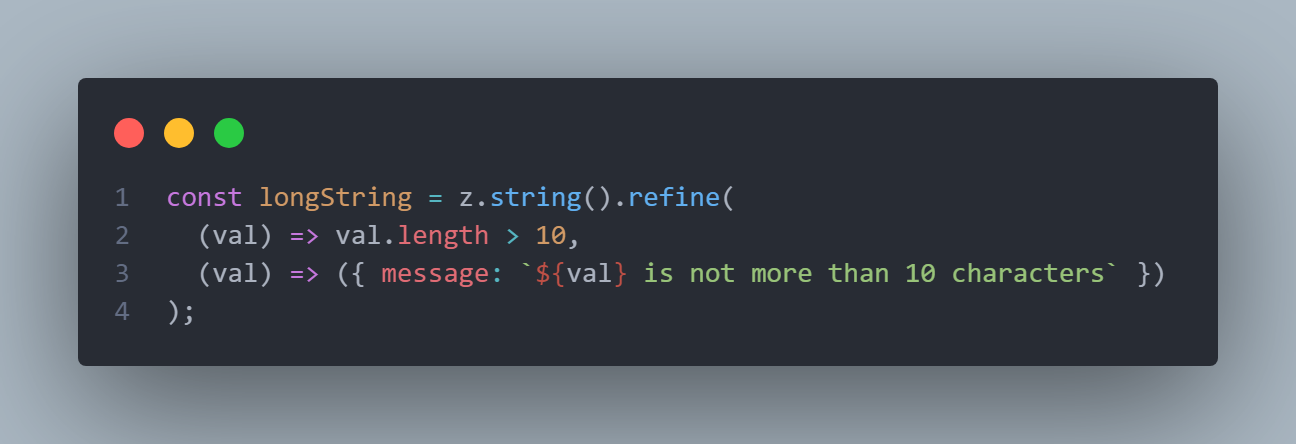 1 const longString = z.string().refine(
2   (val) => val.length > 10,
3   (val) => ({ message: `${val} is not more than 10 characters` })
4 );